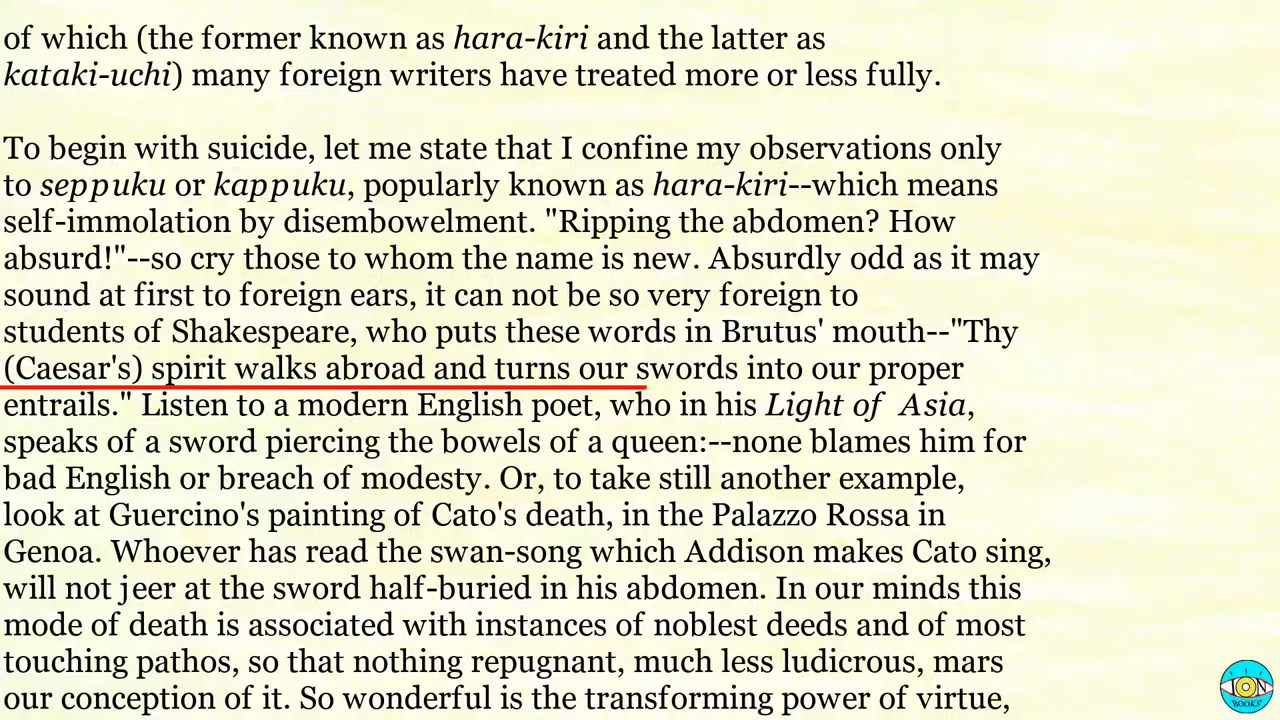 of which (the former known as hara-kiri and the latter as
kataki-uchi) many foreign writers have treated more or less fully.
To begin with suicide, let me state that I confine my observations only
to seppuku or kappuku, popularly known as hara-kiri--which means
self-immolation by disembowelment. "Ripping the abdomen? How
absurd!"--so cry those to whom the name is new. Absurdly odd as it may
sound at first to foreign ears, it can not be so very foreign to
students of Shakespeare, who puts these words in Brutus' mouth--"Thy
(Caesar's) spirit walks abroad and turns our swords into our proper
entrails." Listen to a modern English poet, who in his Light of Asia,
speaks of a sword piercing the bowels of a queen:--none blames him for
bad English or breach of modesty. Or, to take still another example,
look at Guercino's painting of Cato's death, in the Palazzo Rossa in
Genoa. Whoever has read the swan-song which Addison makes Cato sing,
will not jeer at the sword half-buried in his abdomen. In our minds this
mode of death is associated with instances of noblest deeds and of most
touching pathos, so that nothing repugnant, much less ludicrous, mars
our conception of it. So wonderful is the transforming power of virtue,
ION
BOOKS